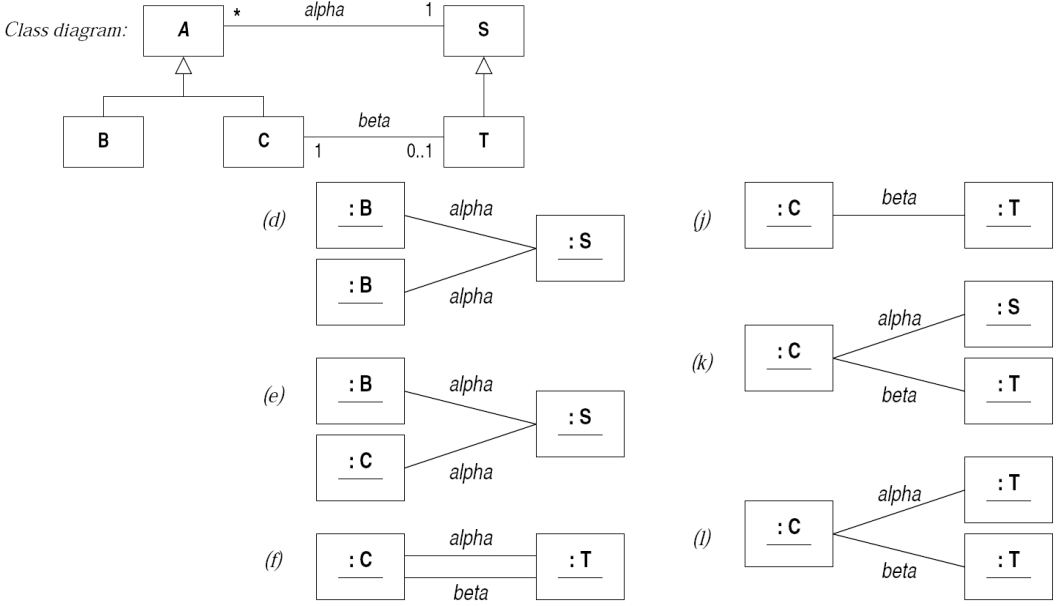 Class diagram:
A * alpha 1 S
B C beta T
1 0..1
(d) : B alpha : S
: B alpha
(e) : B alpha : S
: C alpha
(f) : C alpha : T
beta
(j) : C beta : T
(k) : C alpha : S
beta : T
(l) : C alpha : T
beta : T